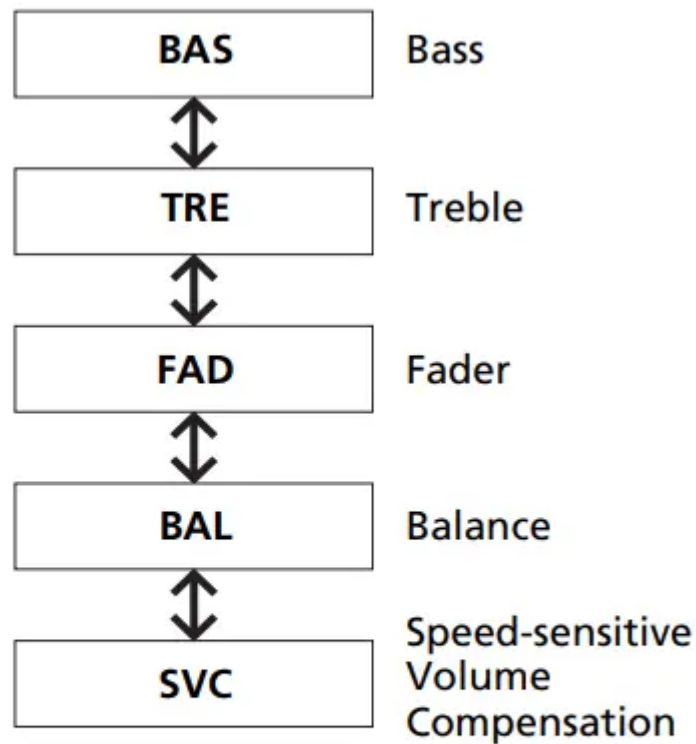 BAS Bass
TRE Treble
FAD Fader
BAL Balance
SVC Speed-sensitive
Volume
Compensation